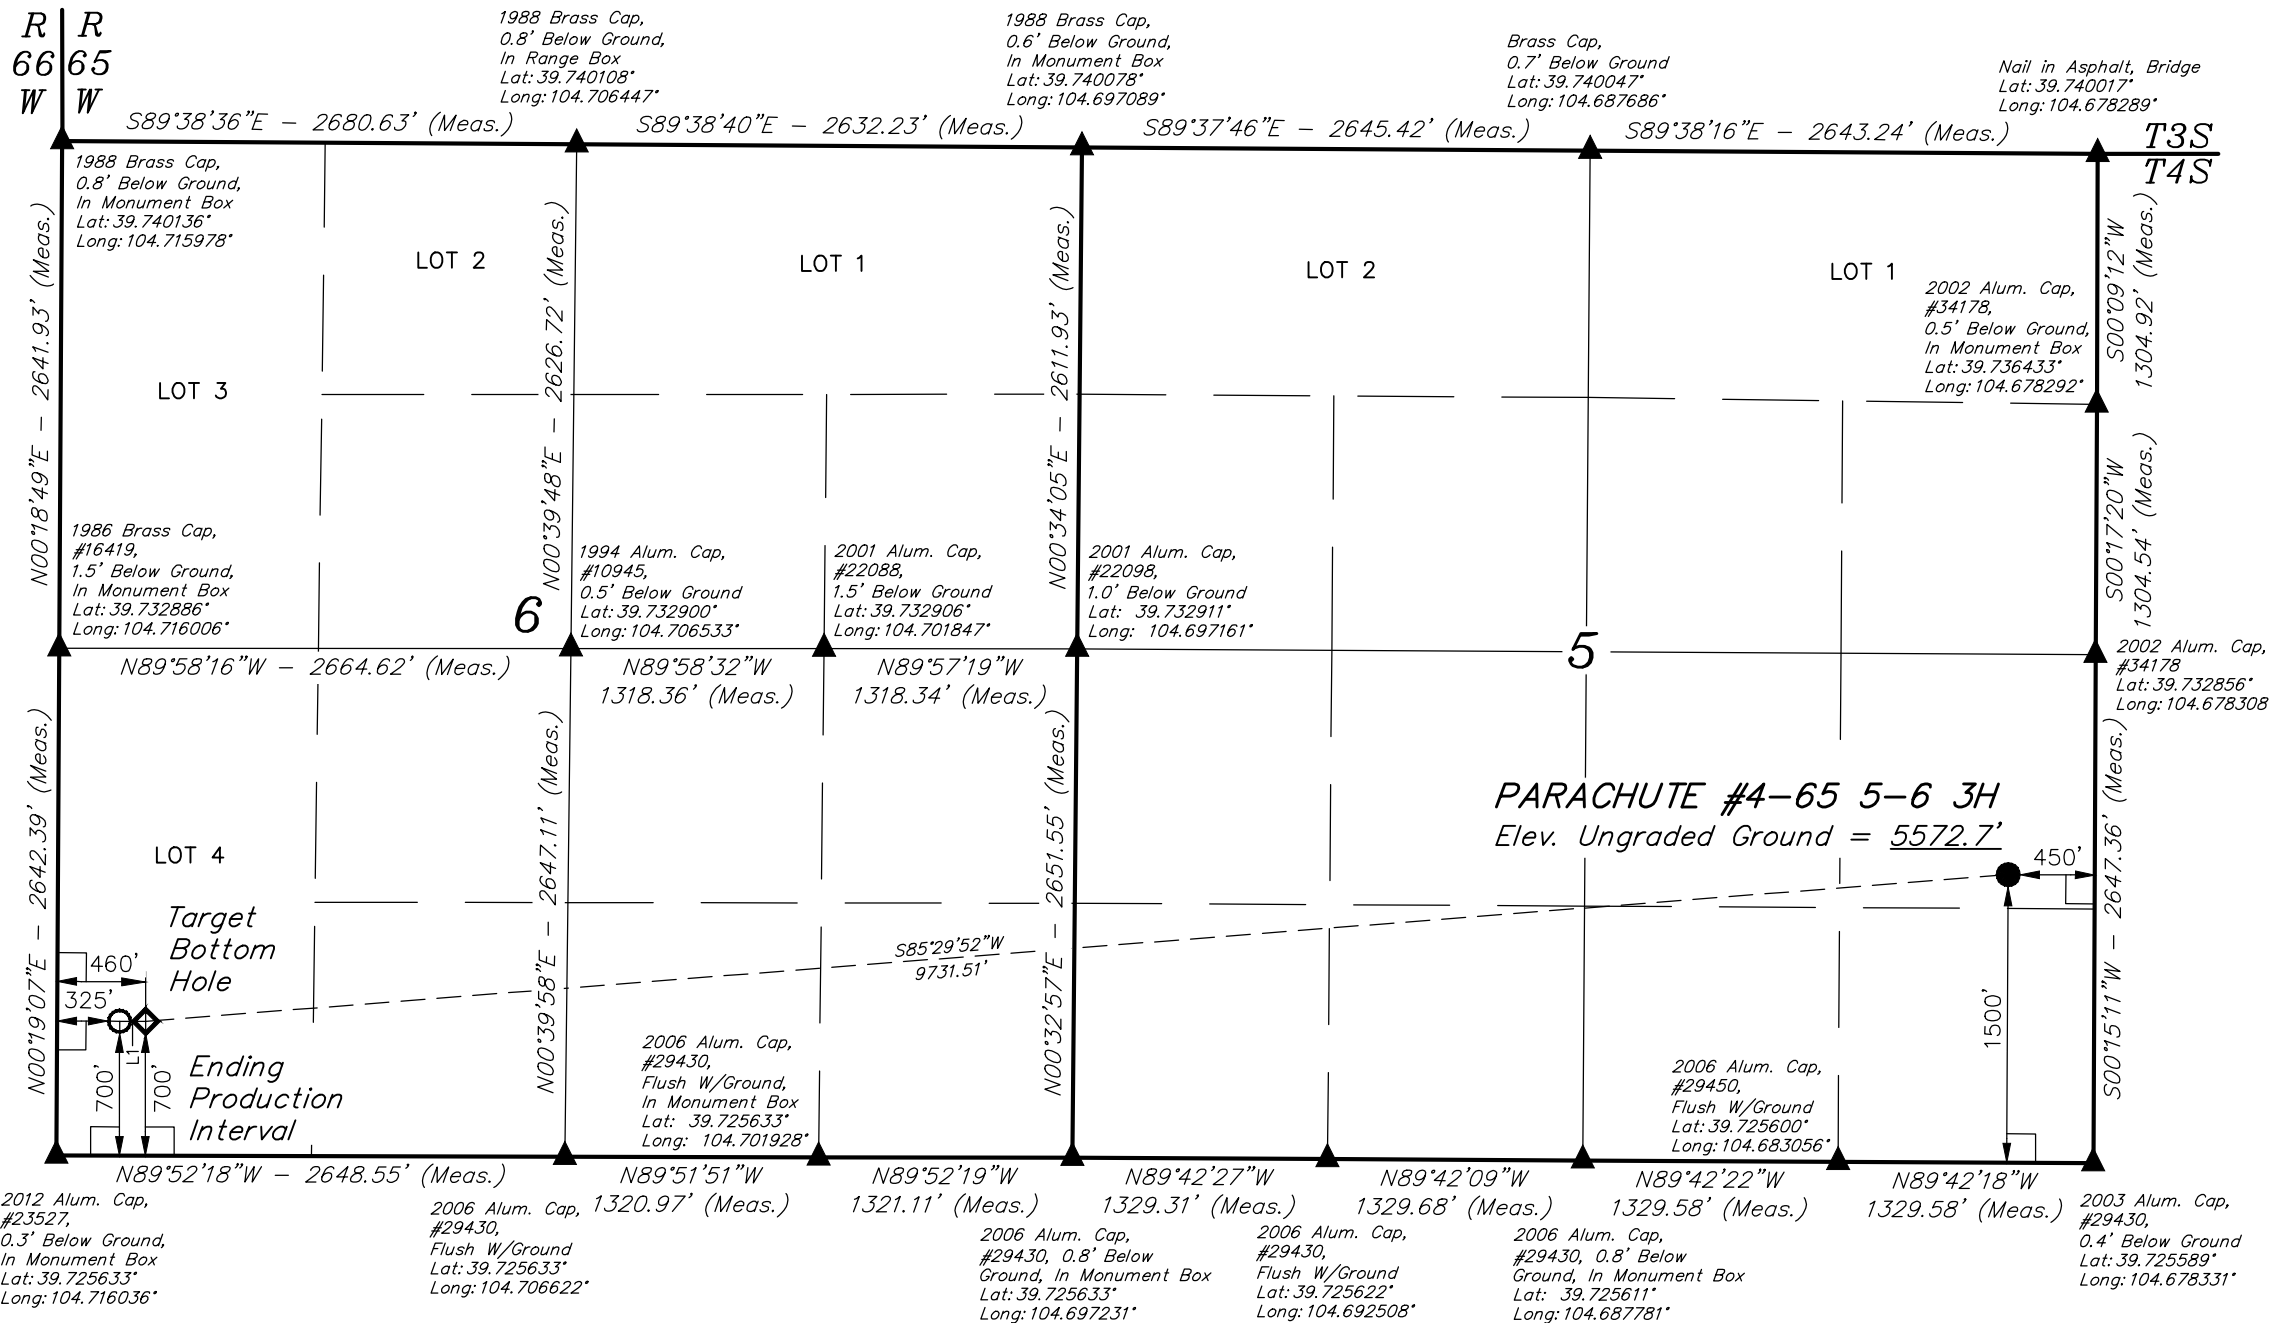 R R
66 65
W W
1988 Brass Cap,
0.8' Below Ground,
In Range Box
Lat: 39.740108°
Long: 104.706447°
1988 Brass Cap,
0.6' Below Ground,
In Monument Box
Lat: 39.740078°
Long: 104.697089°
Brass Cap,
0.7' Below Ground
Lat: 39.740047°
Long: 104.687686°
Nail in Asphalt, Bridge
Lat: 39.740017°
Long: 104.678289°
S89°38'36"E - 2680.63' (Meas.)
S89°38'40"E - 2632.23' (Meas.)
S89°37'46"E - 2645.42' (Meas.)
S89°38'16"E - 2643.24' (Meas.)
T3S
T4S
1988 Brass Cap,
0.8' Below Ground,
In Monument Box
Lat: 39.740136°
Long: 104.715978°
N00°18'49"E - 2641.93' (Meas.)
N00°39'48"E - 2626.72' (Meas.)
N00°34'05"E - 2611.93' (Meas.)
S00°09'12"W
1304.92' (Meas.)
LOT 2
LOT 1
LOT 2
LOT 1
2002 Alum. Cap,
#34178,
0.5' Below Ground,
In Monument Box
Lat: 39.736433°
Long: 104.678292°
LOT 3
S00°17'20"W
1304.54' (Meas.)
1986 Brass Cap,
#16419,
1.5' Below Ground,
In Monument Box
Lat: 39.732886°
Long: 104.716006°
6
1994 Alum. Cap,
#10945,
0.5' Below Ground
Lat: 39.732900°
Long: 104.706533°
2001 Alum. Cap,
#22088,
1.5' Below Ground
Lat: 39.732906°
Long: 104.701847°
2001 Alum. Cap,
#22098,
1.0' Below Ground
Lat: 39.732911°
Long: 104.697161°
5
2002 Alum. Cap,
#34178
Lat: 39.732856°
Long: 104.678308
N89°58'16"W - 2664.62' (Meas.)
N89°58'32"W
1318.36' (Meas.)
N89°57'19"W
1318.34' (Meas.)
N00°19'07"E - 2642.39' (Meas.)
N00°39'58"E - 2647.11' (Meas.)
N00°32'57"E - 2651.55' (Meas.)
S00°15'11"W - 2647.36' (Meas.)
PARACHUTE #4-65 5-6 3H
Elev. Ungraded Ground = 5572.7'
LOT 4
450'
Target
Bottom
Hole
460'
325'
S85°29'52"W
9731.51'
1500'
L1
700'
700'
Ending
Production
Interval
2006 Alum. Cap,
#29430,
Flush W/Ground,
In Monument Box
Lat: 39.725633°
Long: 104.701928°
2006 Alum. Cap,
#29450,
Flush W/Ground
Lat: 39.725600°
Long: 104.683056°
N89°52'18"W - 2648.55' (Meas.)
N89°51'51"W
1320.97' (Meas.)
N89°52'19"W
1321.11' (Meas.)
N89°42'27"W
1329.31' (Meas.)
N89°42'09"W
1329.68' (Meas.)
N89°42'22"W
1329.58' (Meas.)
N89°42'18"W
1329.58' (Meas.)
2012 Alum. Cap,
#23527,
0.3' Below Ground,
In Monument Box
Lat: 39.725633°
Long: 104.716036°
2006 Alum. Cap,
#29430,
Flush W/Ground
Lat: 39.725633°
Long: 104.706622°
2006 Alum. Cap,
#29430, 0.8' Below
Ground, In Monument Box
Lat: 39.725633°
Long: 104.697231°
2006 Alum. Cap,
#29430,
Flush W/Ground
Lat: 39.725622°
Long: 104.692508°
2006 Alum. Cap,
#29430, 0.8' Below
Ground, In Monument Box
Lat: 39.725611°
Long: 104.687781°
2003 Alum. Cap,
#29430,
0.4' Below Ground
Lat: 39.725589°
Long: 104.678331°